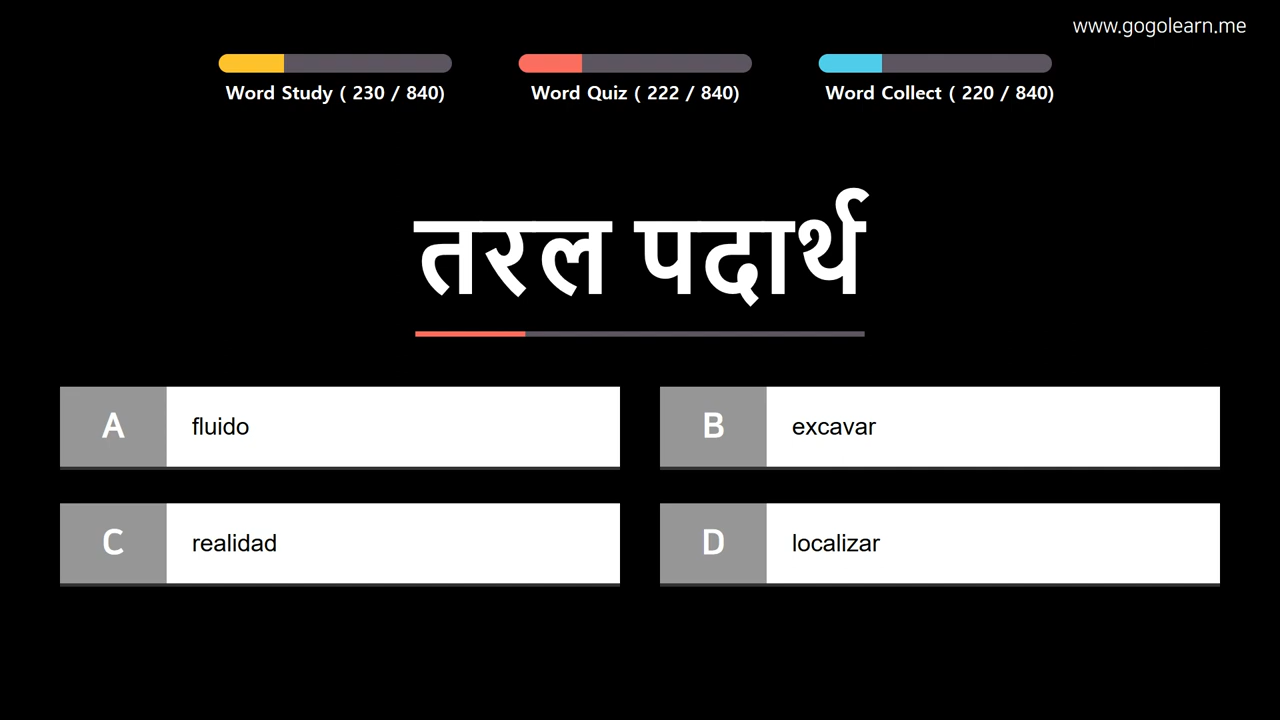 www.gogolearn.me
Word Study ( 230 / 840)
Word Quiz ( 222 / 840)
Word Collect ( 220 / 840)
तरल पदार्थ
A fluido
B excavar
C realidad
D localizar